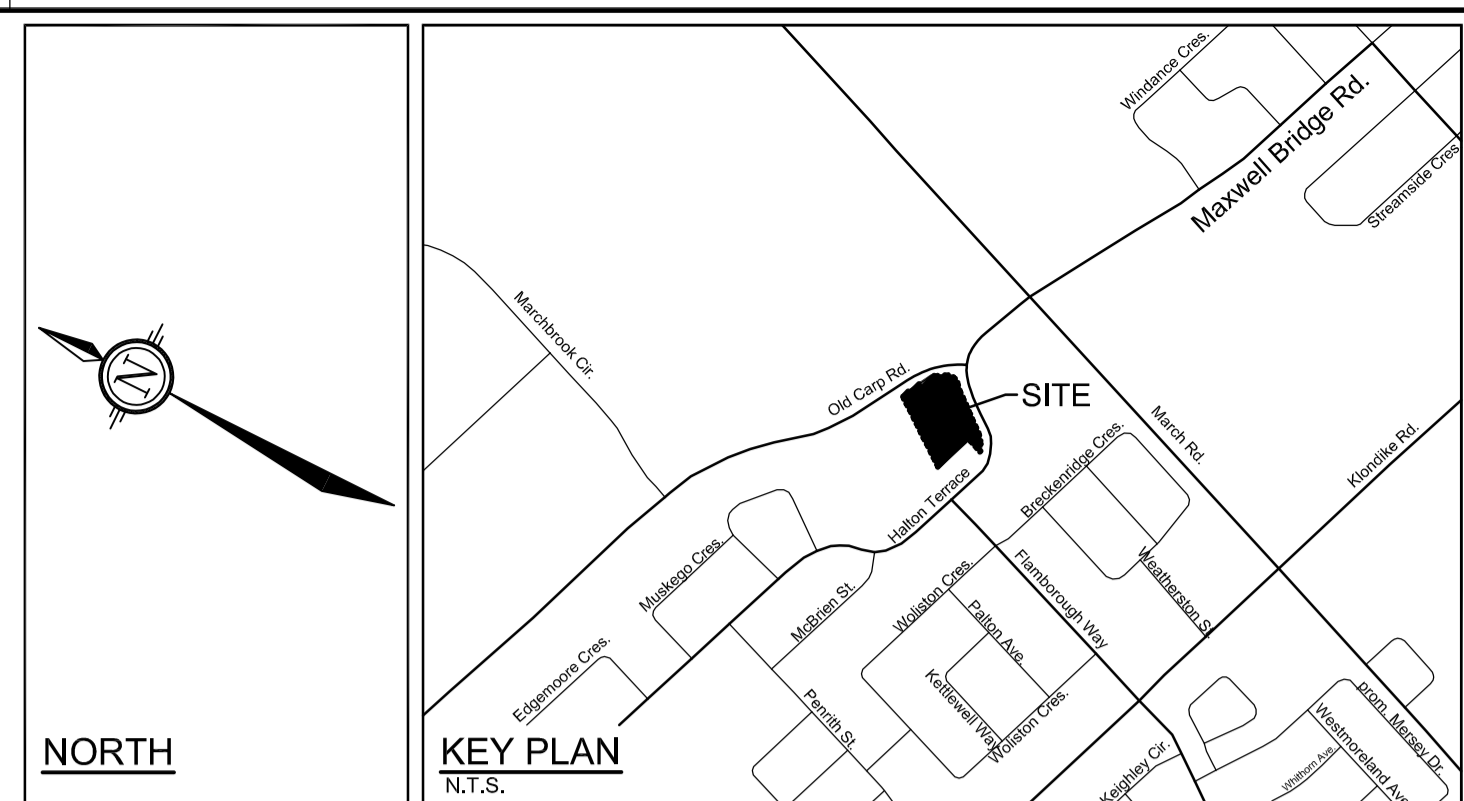 N
NORTH
Windance Cres.
Maxwell Bridge Rd.
Streamside Cres
Marchbrook Cir.
Old Carp Rd.
SITE
March Rd.
Klondike Rd.
Breckenridge Cres.
Halton Terrace
Flamborough Way
Weatherston St.
Muskego Cres.
McBrien St.
Woliston Cres.
Palton Ave.
Kettlewell Way
Woliston Cres.
Edgemoore Cres.
Penrith St.
prom. Mersey Dr.
Westmoreland Ave
Whithorn Ave.
Keighley Cir.
KEY PLAN
N.T.S.